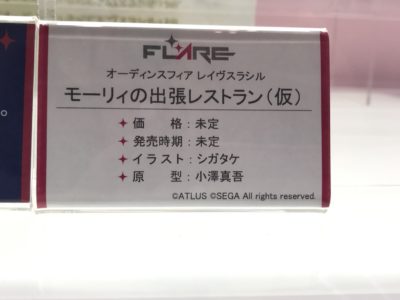 FLARE
オーディンスフィア レイヴスラシル
モーリィの出張レストラン(仮)
✦ 価　　格:未定
✦ 発売時期:未定
✦ イラスト:シガタケ
✦ 原　　型:小澤真吾
©ATLUS ©SEGA All rights reserved.